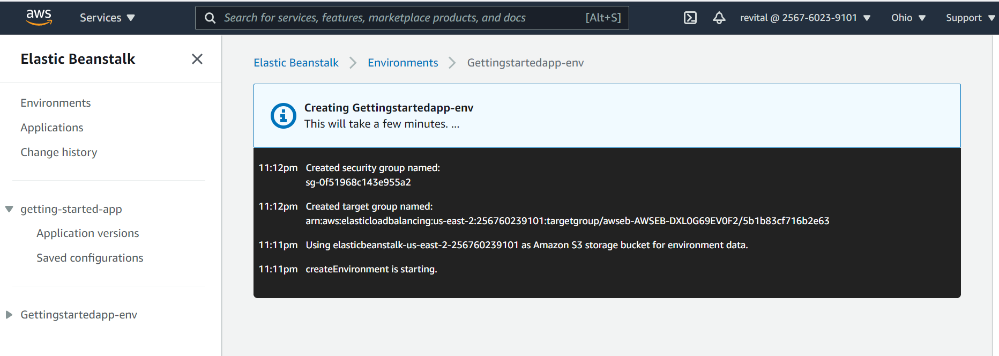 aws
Services
Search for services, features, marketplace products, and docs
[Alt+S]
revital @ 2567-6023-9101
Ohio
Support
Elastic Beanstalk
Environments
Applications
Change history
getting-started-app
Application versions
Saved configurations
Gettingstartedapp-env
Elastic Beanstalk > Environments > Gettingstartedapp-env
Creating Gettingstartedapp-env
This will take a few minutes. ...
11:12pm Created security group named:
sg-0f51968c143e955a2
11:12pm Created target group named:
arn:aws:elasticloadbalancing:us-east-2:256760239101:targetgroup/awseb-AWSEB-DXL0G69EV0F2/5b1b83cf716b2e63
11:11pm Using elasticbeanstalk-us-east-2-256760239101 as Amazon S3 storage bucket for environment data.
11:11pm createEnvironment is starting.